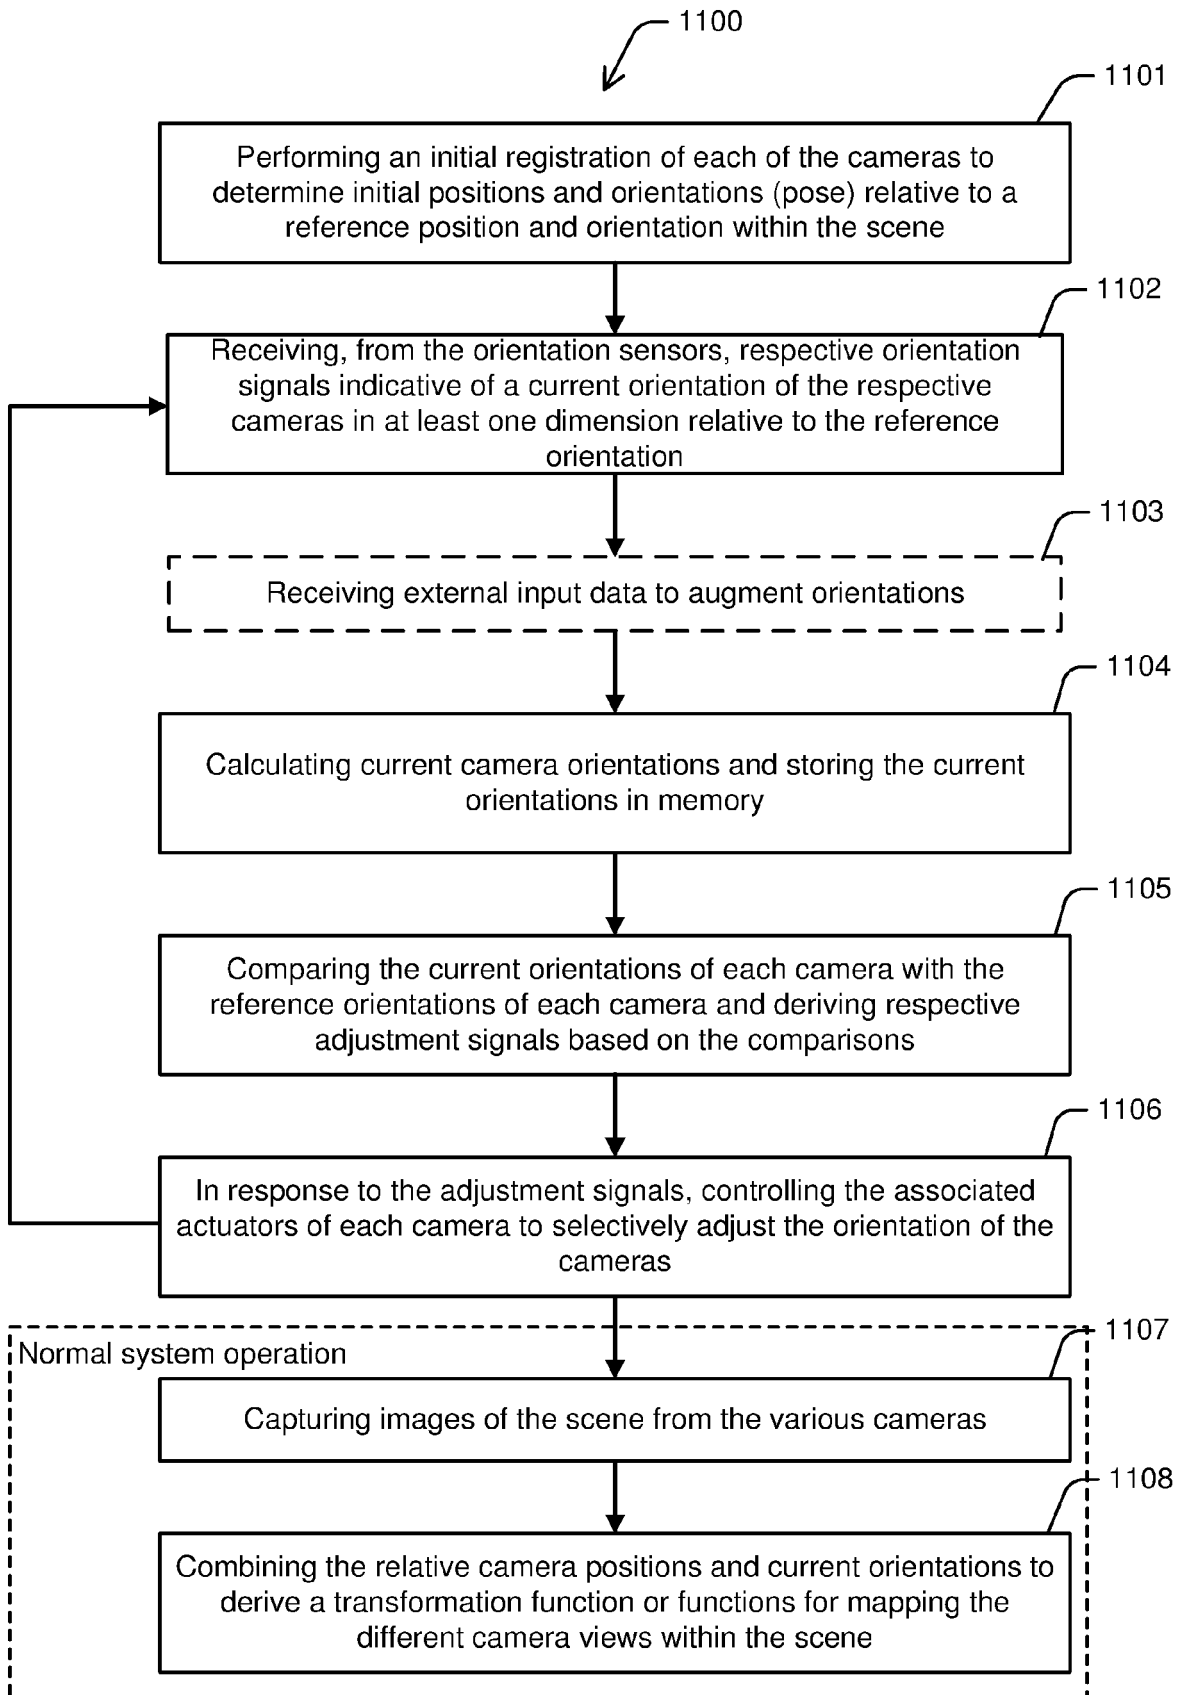 1100
1101
Performing an initial registration of each of the cameras to
determine initial positions and orientations (pose) relative to a
reference position and orientation within the scene
1102
Receiving, from the orientation sensors, respective orientation
signals indicative of a current orientation of the respective
cameras in at least one dimension relative to the reference
orientation
1103
Receiving external input data to augment orientations
1104
Calculating current camera orientations and storing the current
orientations in memory
1105
Comparing the current orientations of each camera with the
reference orientations of each camera and deriving respective
adjustment signals based on the comparisons
1106
In response to the adjustment signals, controlling the associated
actuators of each camera to selectively adjust the orientation of the
cameras
1107
Normal system operation
Capturing images of the scene from the various cameras
1108
Combining the relative camera positions and current orientations to
derive a transformation function or functions for mapping the
different camera views within the scene